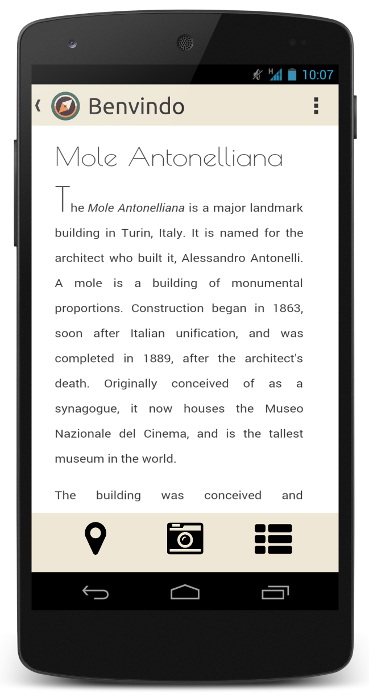 H
10:07
Benvindo
Mole Antonelliana
The Mole Antonelliana is a major landmark
building in Turin, Italy. It is named for the
architect who built it, Alessandro Antonelli.
A mole is a building of monumental
proportions. Construction began in 1863,
soon after Italian unification, and was
completed in 1889, after the architect's
death. Originally conceived of as a
synagogue, it now houses the Museo
Nazionale del Cinema, and is the tallest
museum in the world.
The building was conceived and